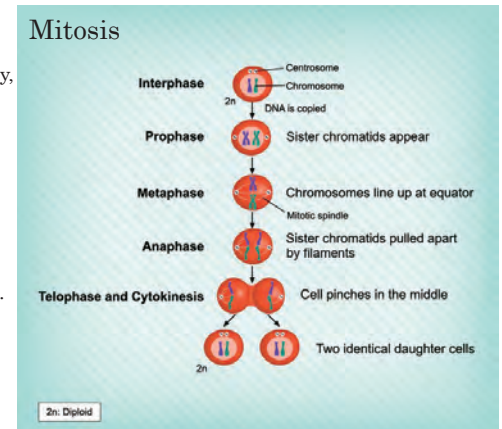 Mitosis
y,
Centrosome
Interphase
Chromosome
2n
DNA is copied
Prophase
Sister chromatids appear
Metaphase
Chromosomes line up at equator
Mitotic spindle
Anaphase
Sister chromatids pulled apart
by filaments
.
Telophase and Cytokinesis
Cell pinches in the middle
Two identical daughter cells
2n
2n: Diploid